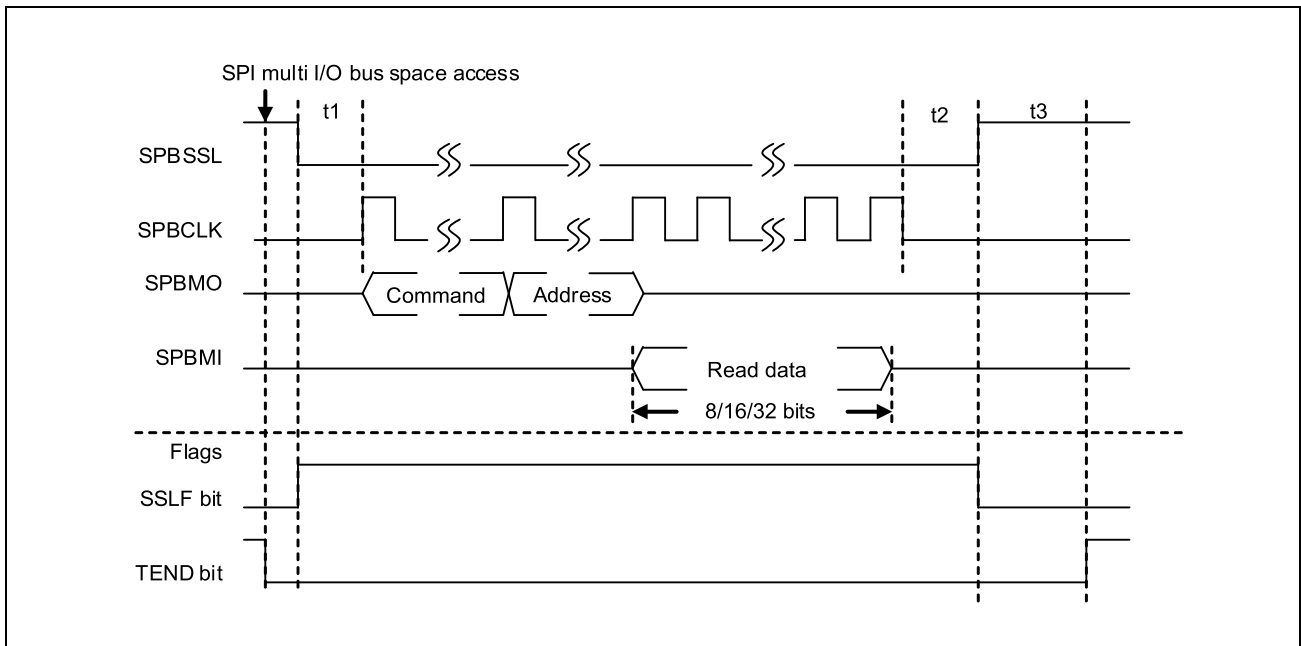 SPI multi I/O bus space access
t1
t2
t3
SPBSSL
SPBCLK
SPBMO
Command
Address
SPBMI
Read data
8/16/32 bits
Flags
SSLF bit
TEND bit